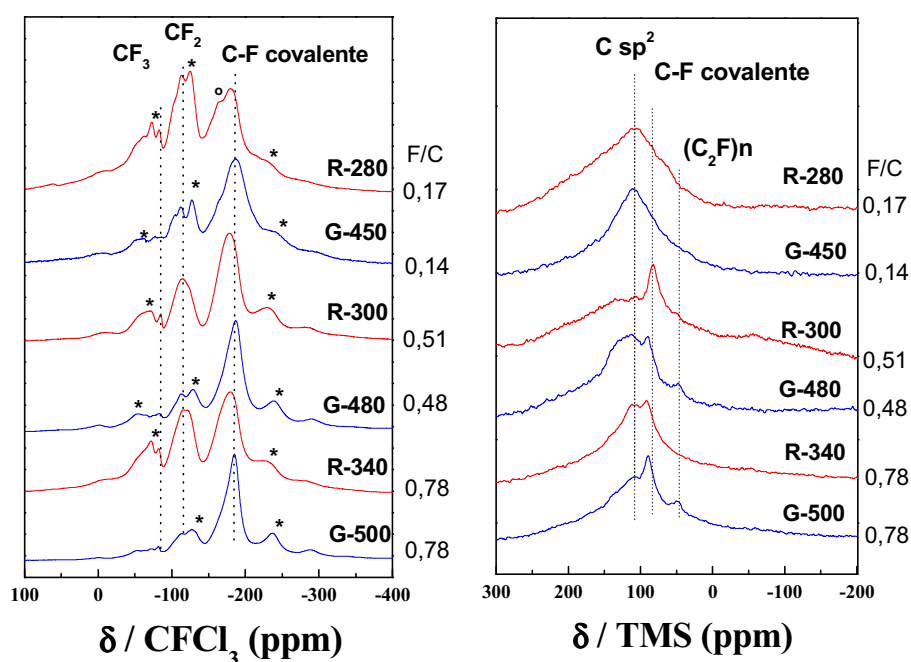 CF3
CF2
C-F covalente
*
*
o
*
R-280
F/C
0,17
*
*
G-450
*
0,14
*
R-300
*
0,51
*
*
G-480
*
0,48
*
R-340
*
0,78
*
G-500
*
0,78
100 0 -100 -200 -300 -400
δ / CFCl3 (ppm)
C sp2
C-F covalente
(C2F)n
R-280
F/C
0,17
G-450
0,14
R-300
0,51
G-480
0,48
R-340
0,78
G-500
0,78
300 200 100 0 -100 -200
δ / TMS (ppm)